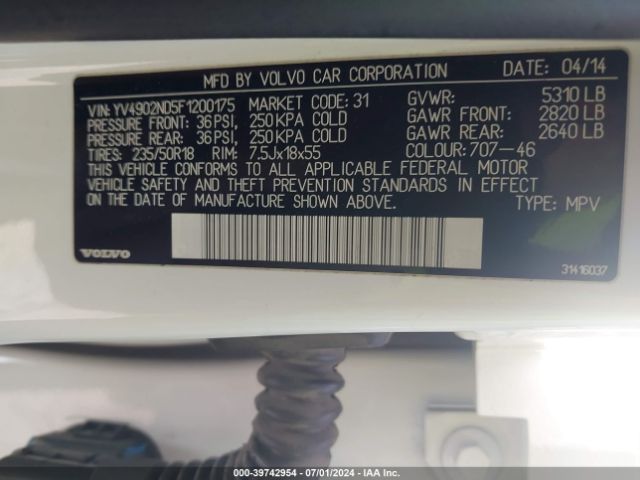 MFD BY VOLVO CAR CORPORATION DATE: 04/14
VIN: YV4902ND5F1200175 MARKET CODE: 31 GVWR: 5310 LB
PRESSURE FRONT: 36 PSI, 250 KPA COLD GAWR FRONT: 2820 LB
PRESSURE REAR: 36 PSI, 250 KPA COLD GAWR REAR: 2640 LB
TIRES: 235/50R18 RIM: 7.5Jx18x55 COLOUR: 707-46
THIS VEHICLE CONFORMS TO ALL APPLICABLE FEDERAL MOTOR
VEHICLE SAFETY AND THEFT PREVENTION STANDARDS IN EFFECT
ON THE DATE OF MANUFACTURE SHOWN ABOVE. TYPE: MPV
VOLVO 31416037
000-39742954 - 07/01/2024 - IAA Inc.